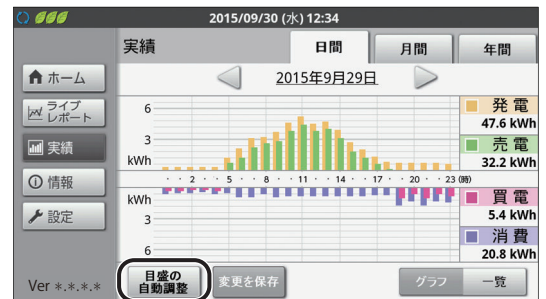 2015/09/30 (水) 12:34
実績
日間
月間
年間
ホーム
ライブ
レポート
実績
情報
設定
Ver *.*.*.*
2015年9月29日
6
3
kWh
・・2・・5・・8・・11・・14・・17・・20・・23(時)
kWh
3
6
発電
47.6 kWh
売電
32.2 kWh
買電
5.4 kWh
消費
20.8 kWh
目盛の
自動調整
変更を保存
グラフ
一覧